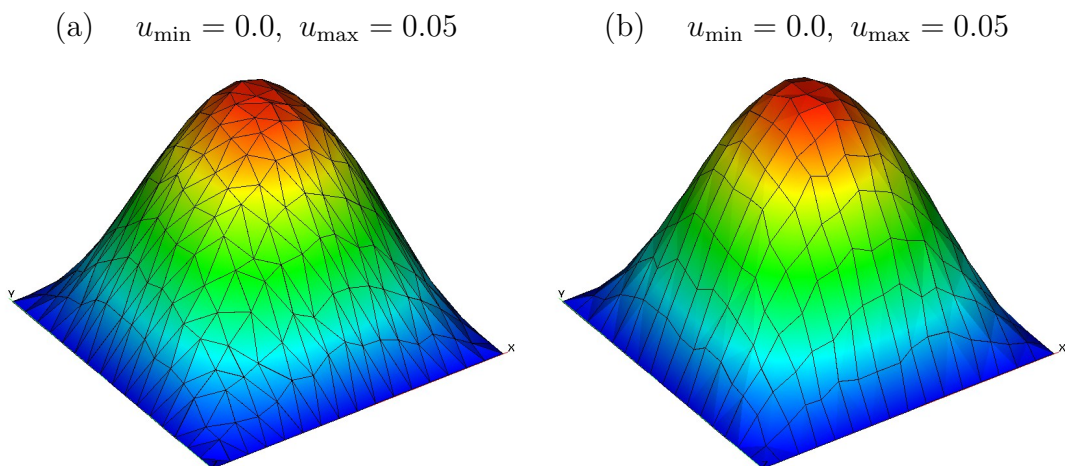 (a) u_min = 0.0, u_max = 0.05
(b) u_min = 0.0, u_max = 0.05
Y
X
Y
X